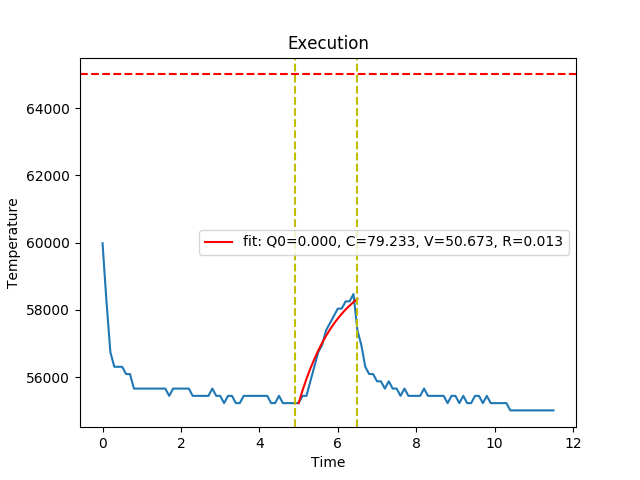 Execution
Temperature
64000
62000
60000
58000
56000
fit: Q0=0.000, C=79.233, V=50.673, R=0.013
0 2 4 6 8 10 12
Time